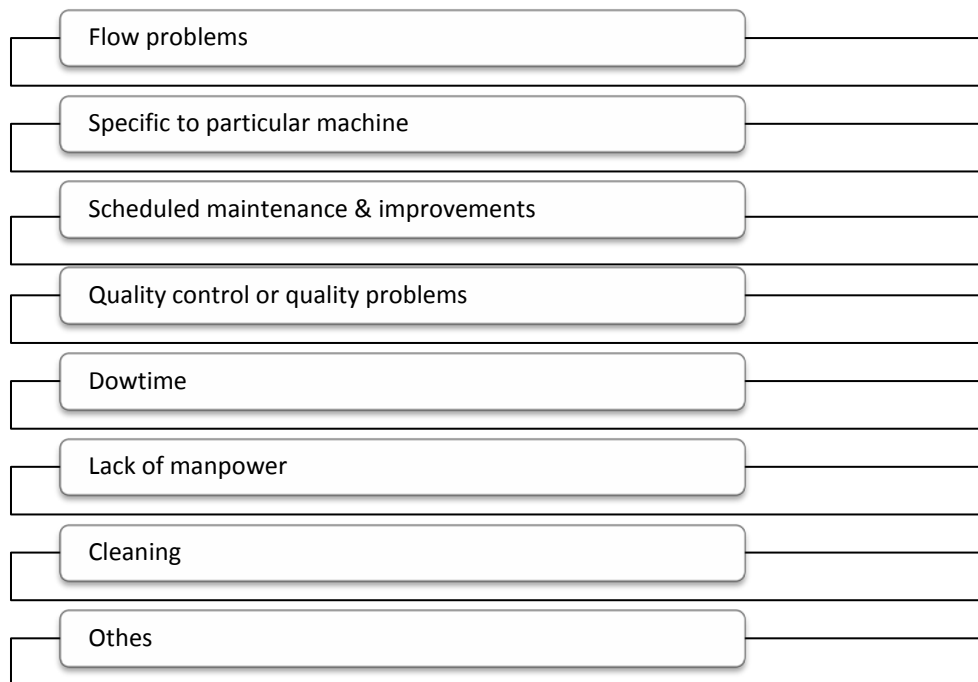 Flow problems
Specific to particular machine
Scheduled maintenance & improvements
Quality control or quality problems
Dowtime
Lack of manpower
Cleaning
Othes